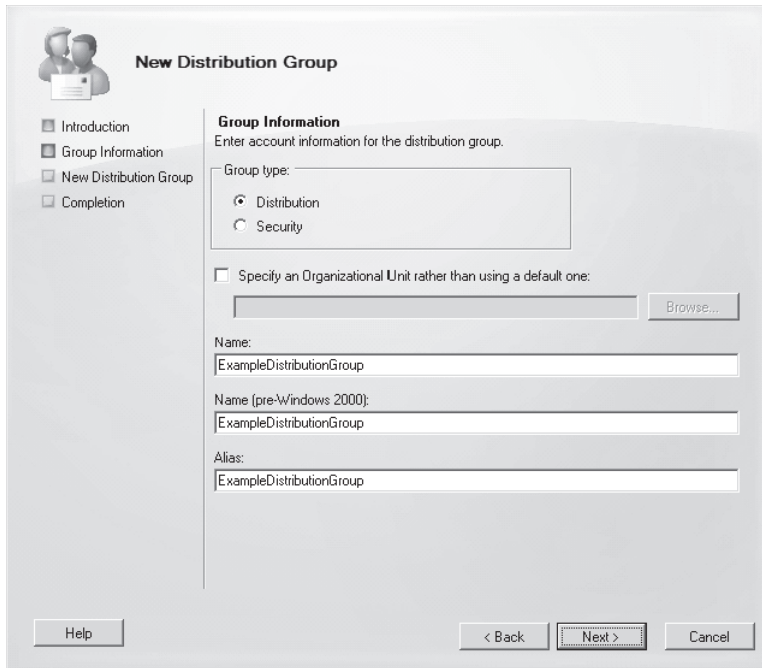 New Distribution Group
Introduction
Group Information
New Distribution Group
Completion
Group Information
Enter account information for the distribution group.
Group type:
Distribution
Security
Specify an Organizational Unit rather than using a default one:
Browse...
Name:
ExampleDistributionGroup
Name (pre-Windows 2000):
ExampleDistributionGroup
Alias:
ExampleDistributionGroup
Help
< Back
Next >
Cancel